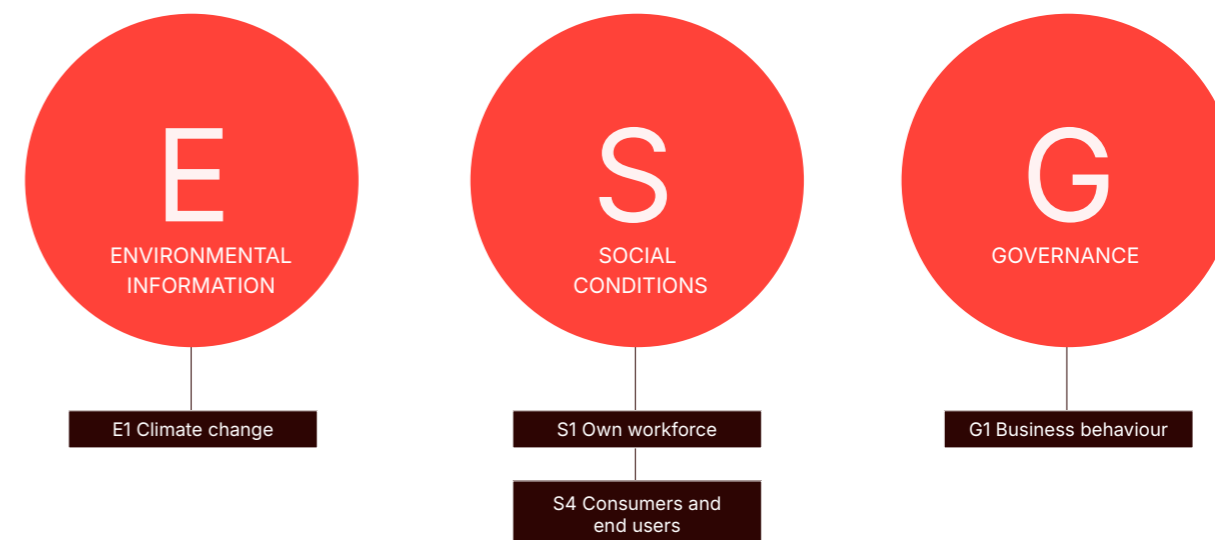 E
ENVIRONMENTAL
INFORMATION
E1 Climate change
S
SOCIAL
CONDITIONS
S1 Own workforce
S4 Consumers and
end users
G
GOVERNANCE
G1 Business behaviour